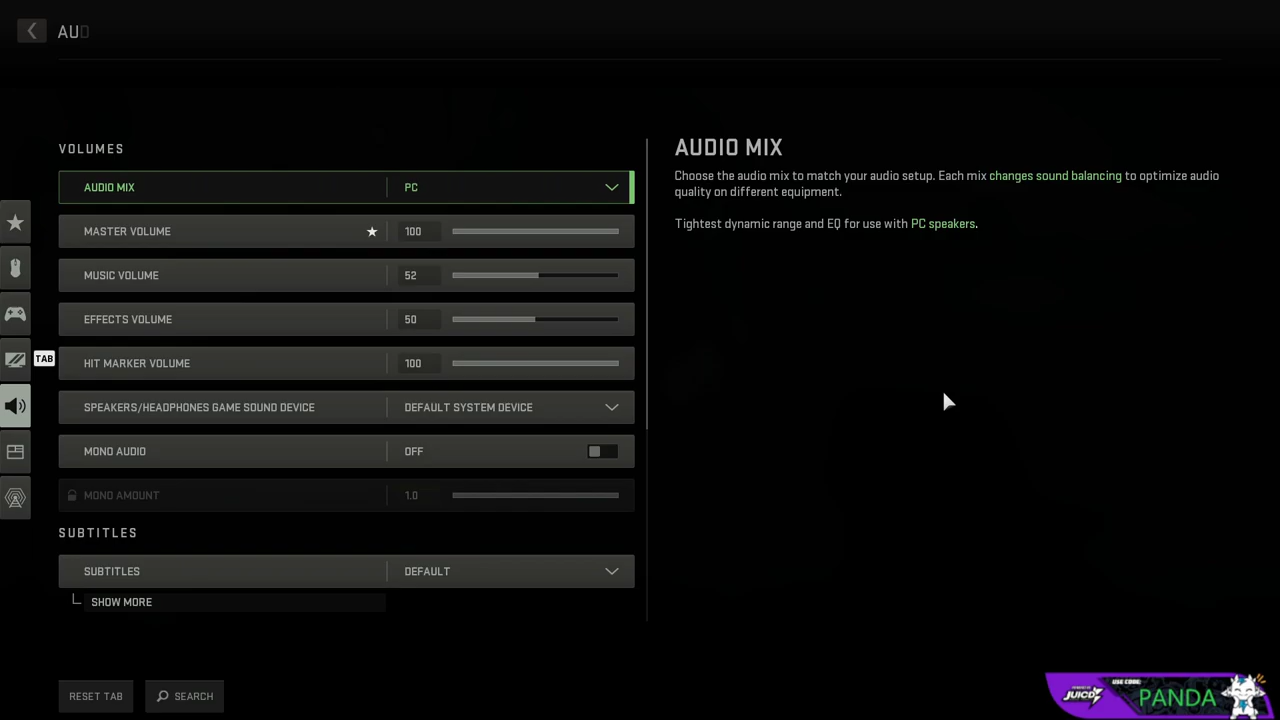 AUD
VOLUMES
AUDIO MIX PC
MASTER VOLUME 100
MUSIC VOLUME 52
EFFECTS VOLUME 50
HIT MARKER VOLUME 100
TAB
SPEAKERS/HEADPHONES GAME SOUND DEVICE DEFAULT SYSTEM DEVICE
MONO AUDIO OFF
MONO AMOUNT 1.0
SUBTITLES
SUBTITLES DEFAULT
SHOW MORE
RESET TAB SEARCH
AUDIO MIX
Choose the audio mix to match your audio setup. Each mix changes sound balancing to optimize audio
quality on different equipment.
Tightest dynamic range and EQ for use with PC speakers.
JUICD
USE CODE:
PANDA